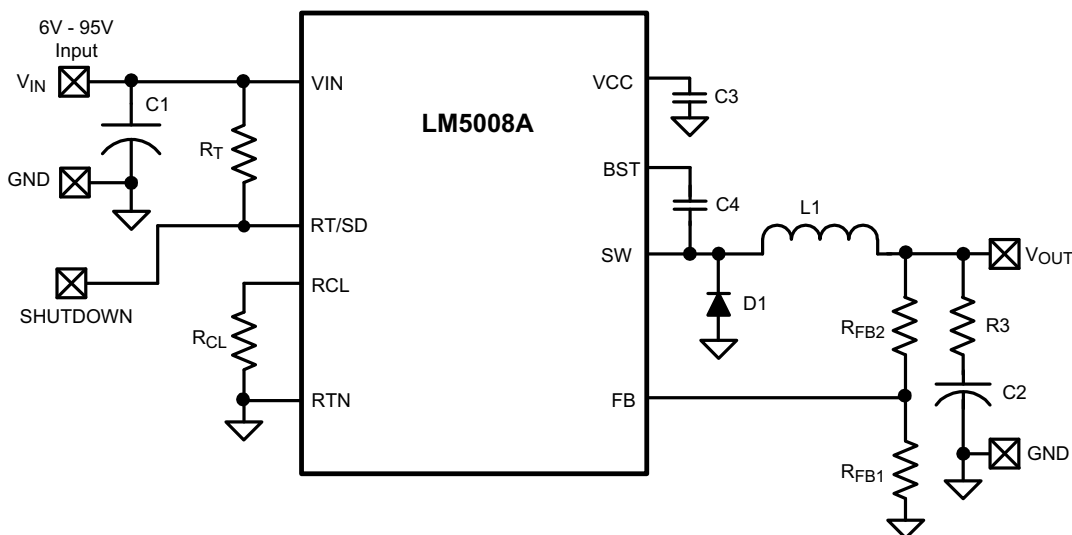 6V - 95V
Input
VIN
C1
GND
RT
SHUTDOWN
RCL
LM5008A
VIN
RT/SD
RCL
RTN
VCC
BST
SW
FB
C3
C4
L1
D1
VOUT
RFB2
R3
C2
GND
RFB1